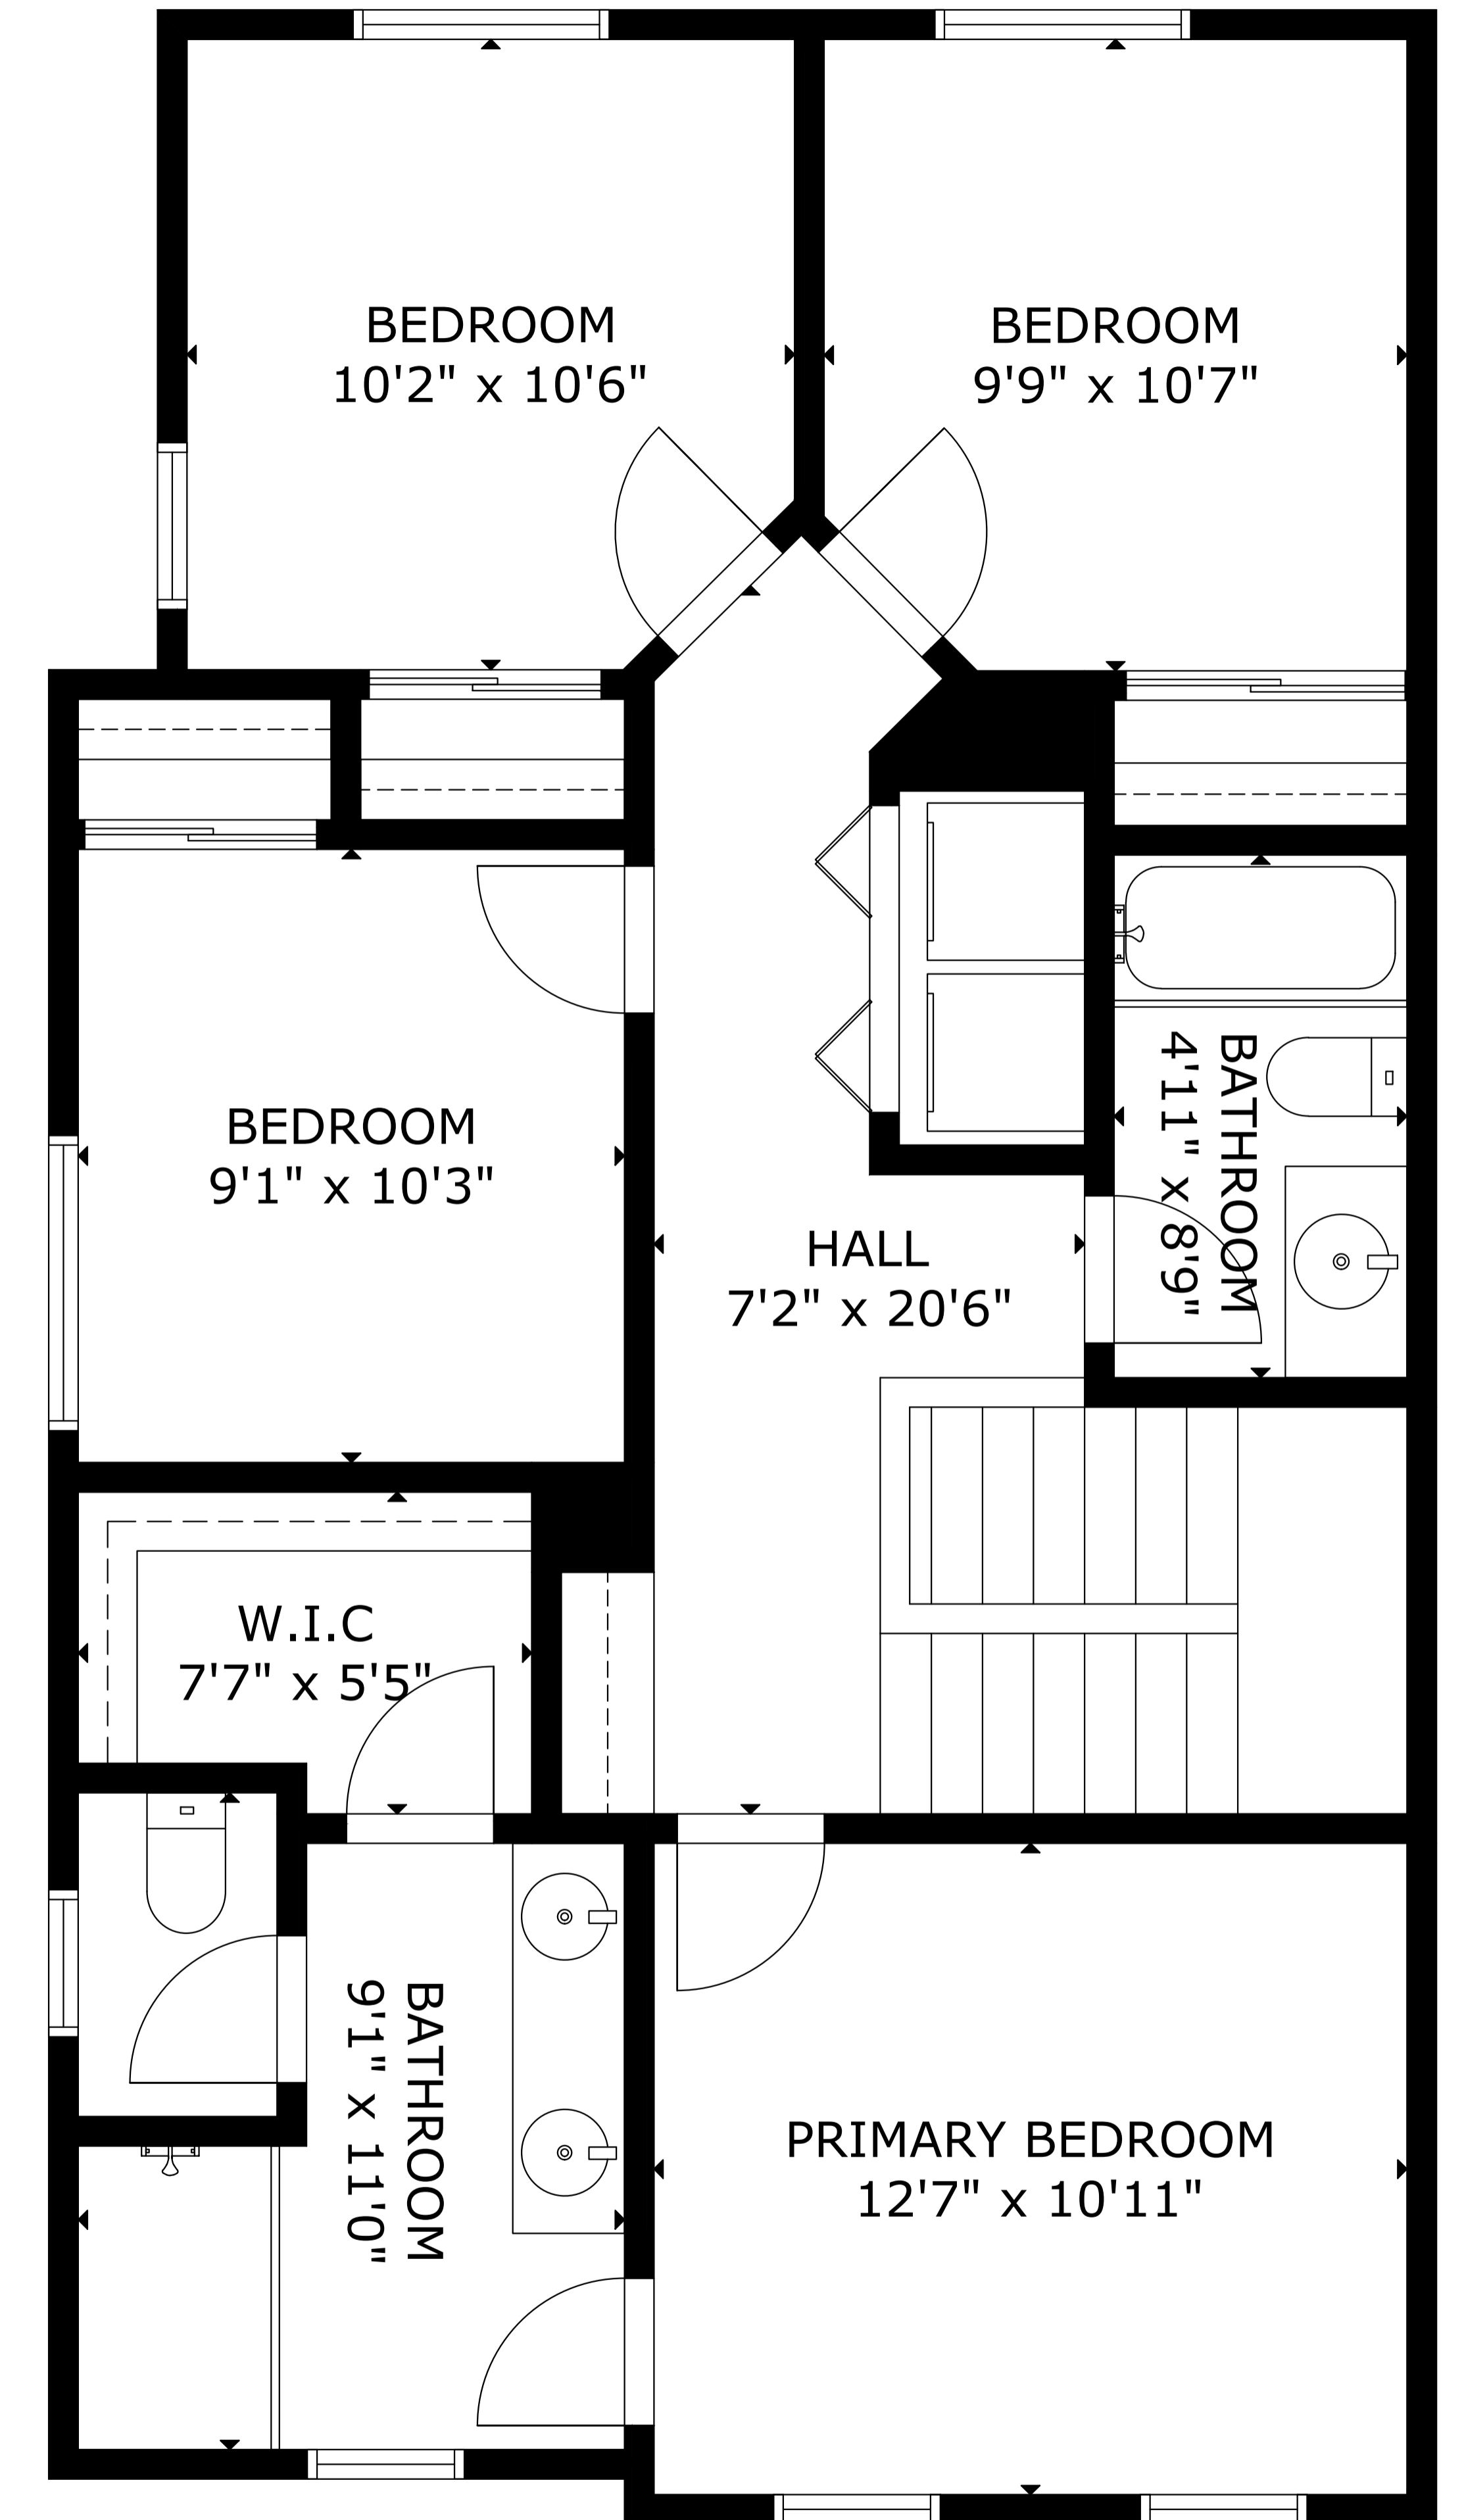 BEDROOM
10'2" x 10'6"
BEDROOM
9'9" x 10'7"
BEDROOM
9'1" x 10'3"
BATHROOM
4'11" x 8'9"
HALL
7'2" x 20'6"
W.I.C
7'7" x 5'5"
BATHROOM
9'1" x 11'0"
PRIMARY BEDROOM
12'7" x 10'11"